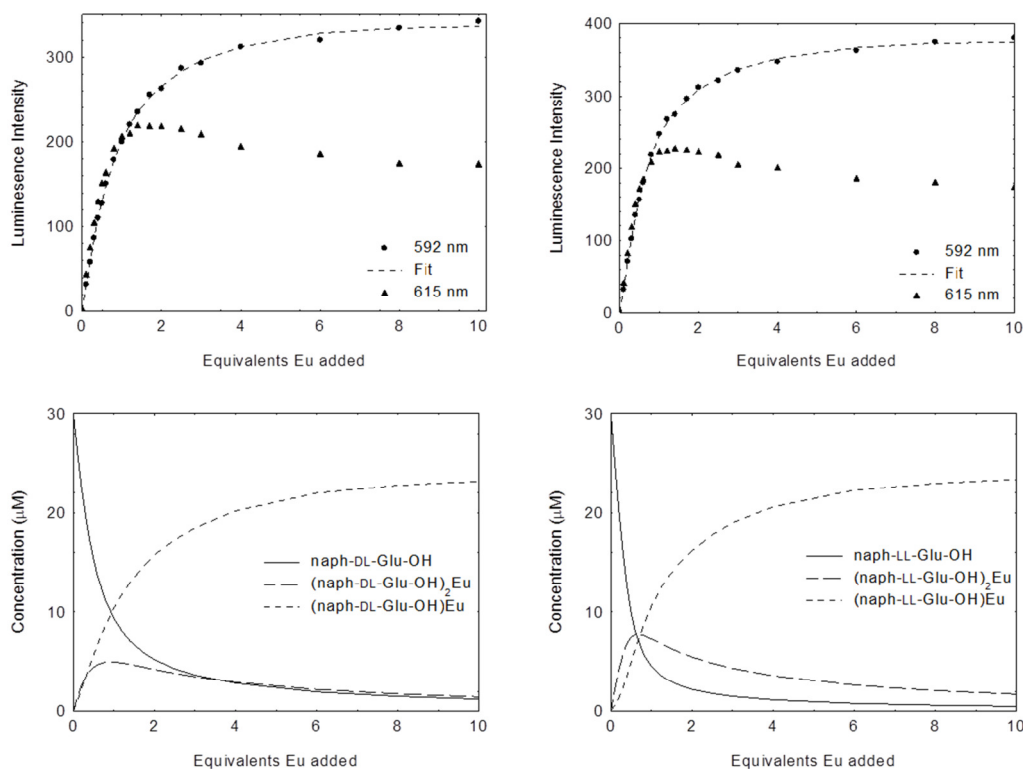 Luminesence Intensity
300
200
100
0
592 nm
Fit
615 nm
0 2 4 6 8 10
Equivalents Eu added
Luminescence Intensity
400
300
200
100
0
592 nm
Fit
615 nm
0 2 4 6 8 10
Equivalents Eu added
Concentration (μM)
30
20
10
0
naph-DL-Glu-OH
(naph-DL-Glu-OH)2Eu
(naph-DL-Glu-OH)Eu
0 2 4 6 8 10
Equivalents Eu added
Concentration (μM)
30
20
10
0
naph-LL-Glu-OH
(naph-LL-Glu-OH)2Eu
(naph-LL-Glu-OH)Eu
0 2 4 6 8 10
Equivalents Eu added